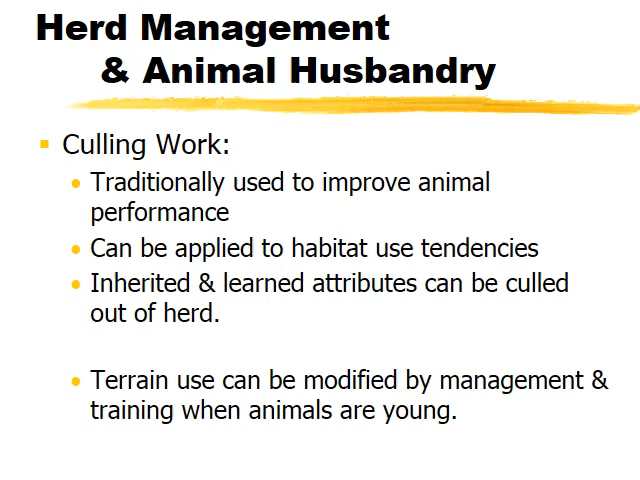 Herd Management
& Animal Husbandry
Culling Work:
Traditionally used to improve animal
performance
Can be applied to habitat use tendencies
Inherited & learned attributes can be culled
out of herd.
Terrain use can be modified by management &
training when animals are young.